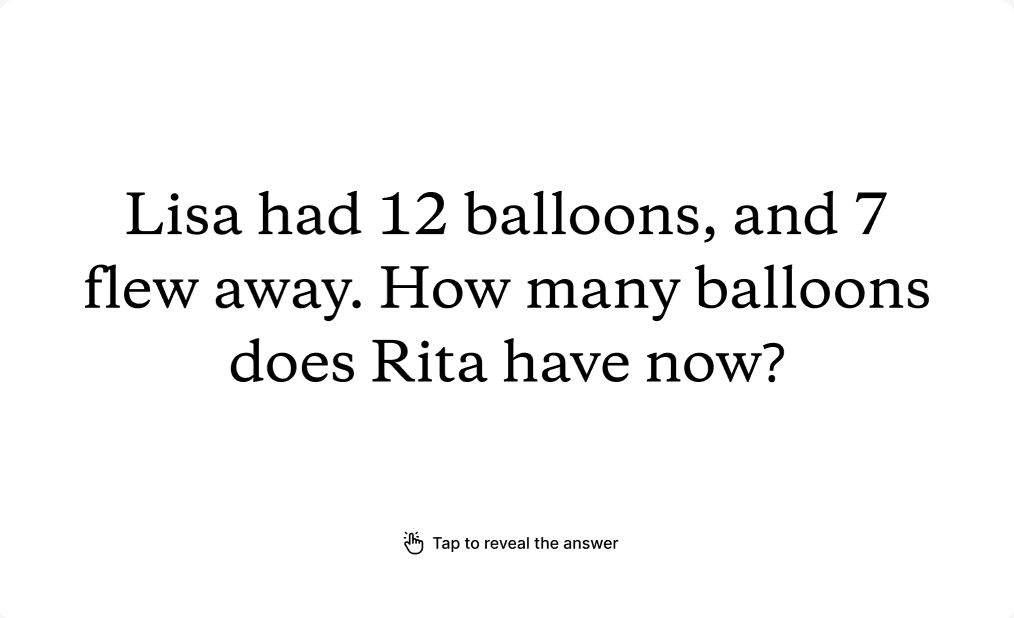 Lisa had 12 balloons, and 7
flew away. How many balloons
does Rita have now?
Tap to reveal the answer